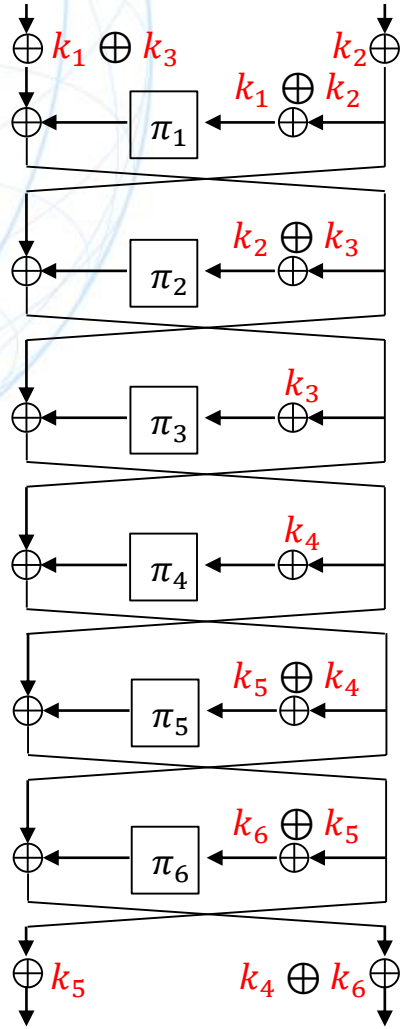 k₁ ⊕ k₃ k₂
k₁ ⊕ k₂
π₁
k₂ ⊕ k₃
π₂
k₃
π₃
k₄
π₄
k₅ ⊕ k₄
π₅
k₆ ⊕ k₅
π₆
k₅ k₄ ⊕ k₆